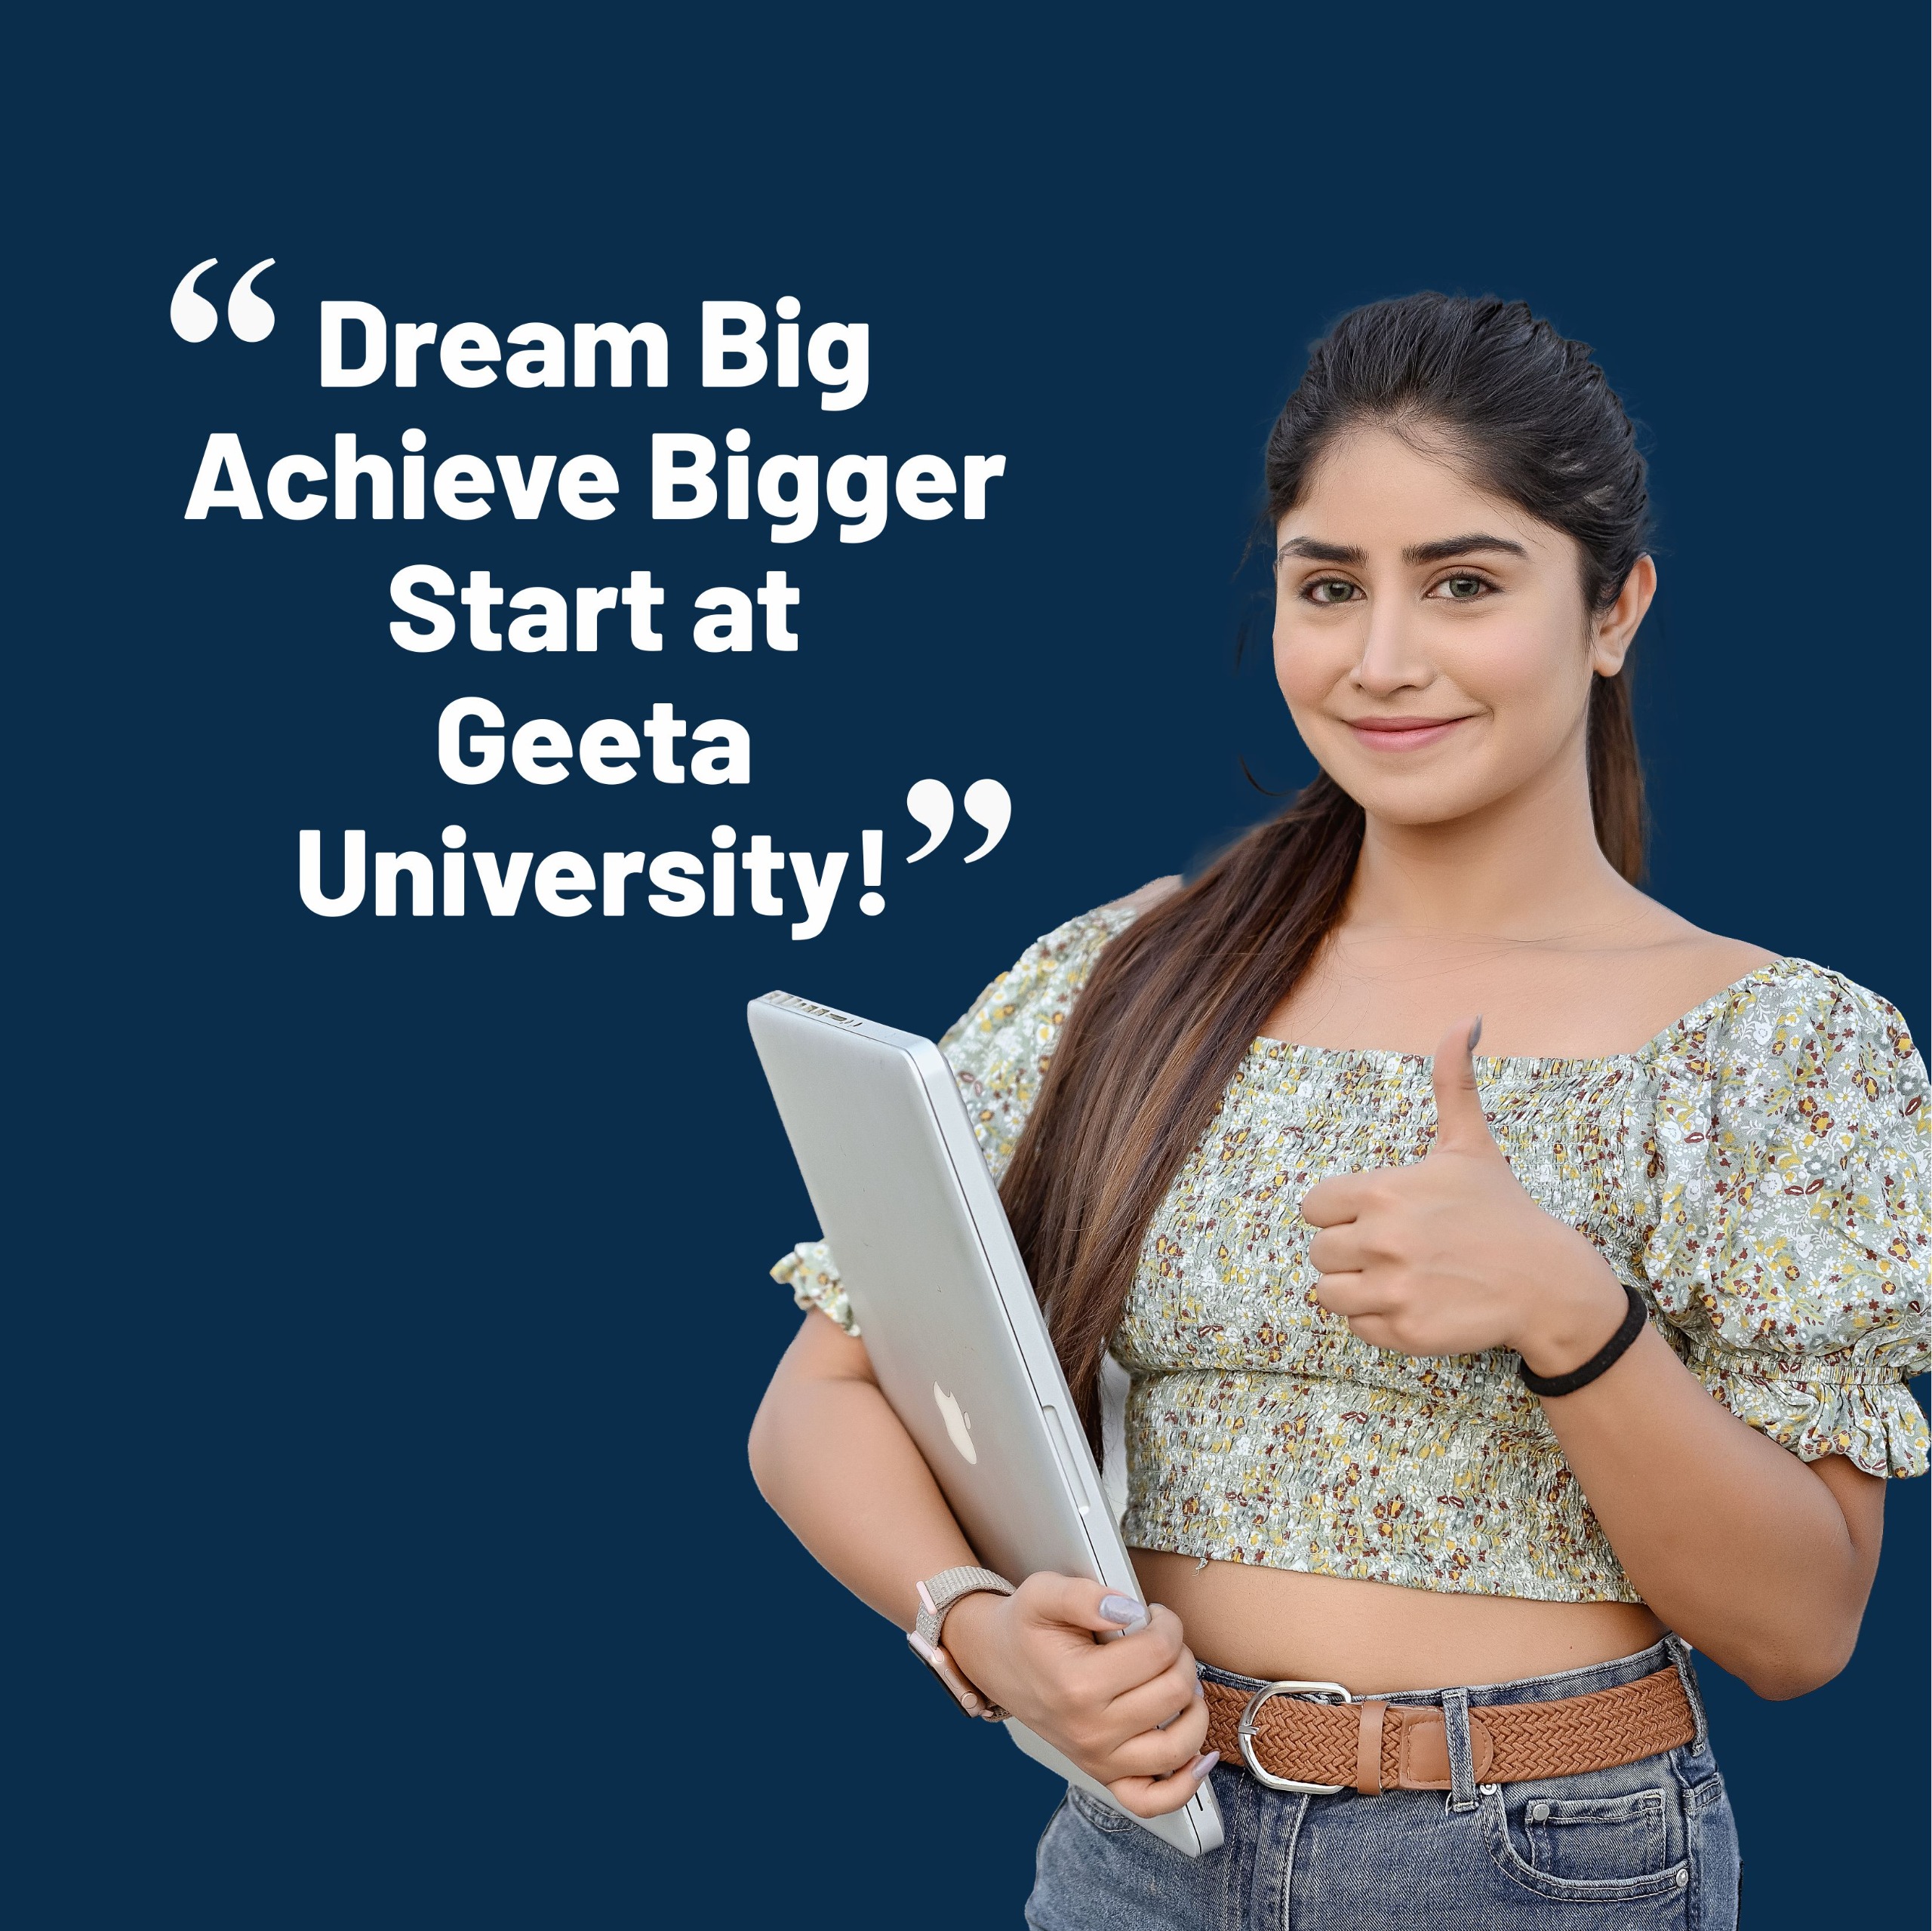 “ Dream Big
Achieve Bigger
Start at
Geeta
University! ”